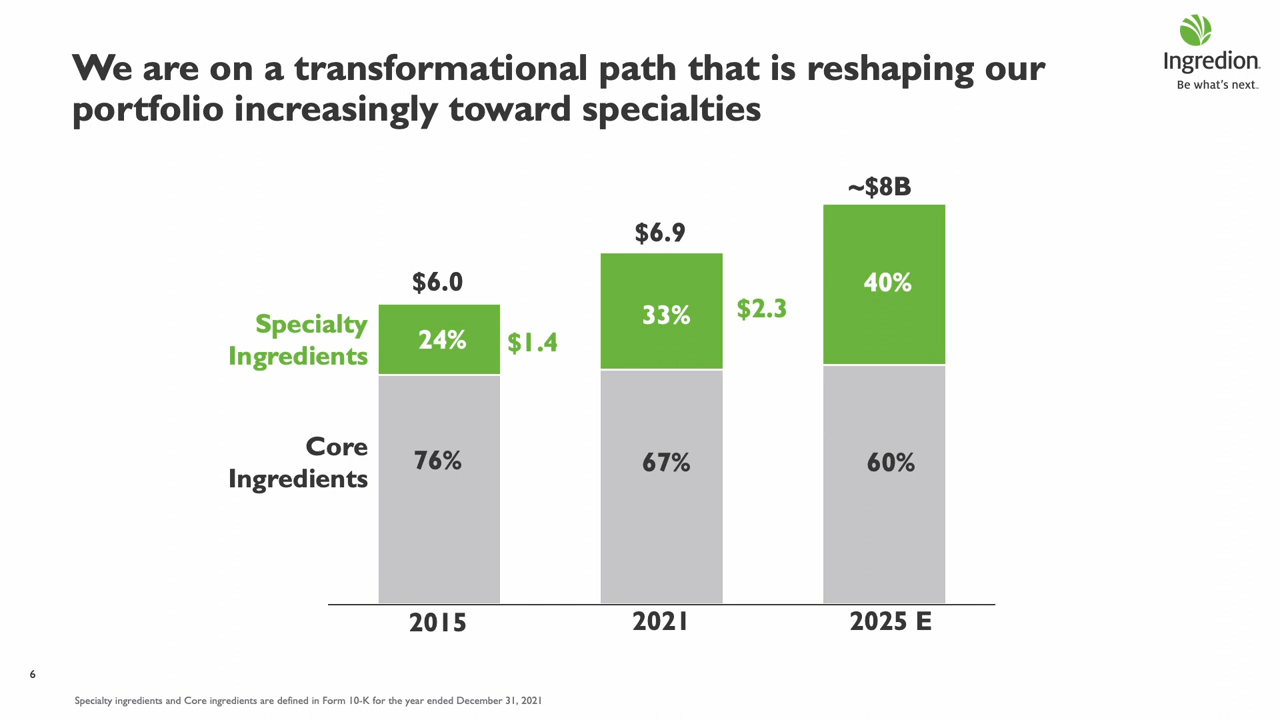 We are on a transformational path that is reshaping our
portfolio increasingly toward specialties
Ingredion.
Be what's next.
~$8B
$6.9
$6.0
40%
33%
$2.3
Specialty
Ingredients
24%
$1.4
Core
Ingredients
76%
67%
60%
2015
2021
2025 E
6
Specialty ingredients and Core ingredients are defined in Form 10-K for the year ended December 31, 2021